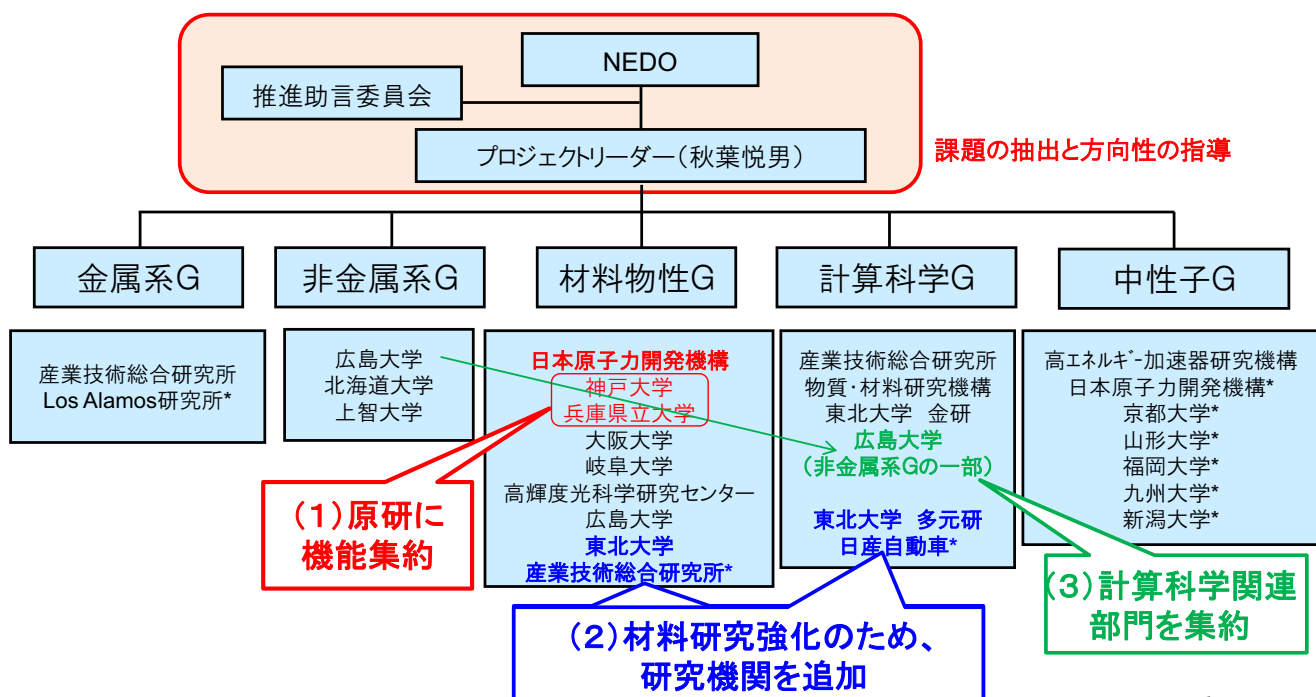 NEDO
推進助言委員会
プロジェクトリーダー(秋葉悦男)
課題の抽出と方向性の指導
金属系G
非金属系G
材料物性G
計算科学G
中性子G
産業技術総合研究所
Los Alamos研究所*
広島大学
北海道大学
上智大学
日本原子力開発機構
神戸大学
兵庫県立大学
大阪大学
岐阜大学
高輝度光科学研究センター
広島大学
東北大学
産業技術総合研究所*
産業技術総合研究所
物質・材料研究機構
東北大学 金研
広島大学
(非金属系Gの一部)
東北大学 多元研
日産自動車*
高エネルギー加速器研究機構
日本原子力開発機構*
京都大学*
山形大学*
福岡大学*
九州大学*
新潟大学*
(1)原研に
機能集約
(2)材料研究強化のため、
研究機関を追加
(3)計算科学関連
部門を集約